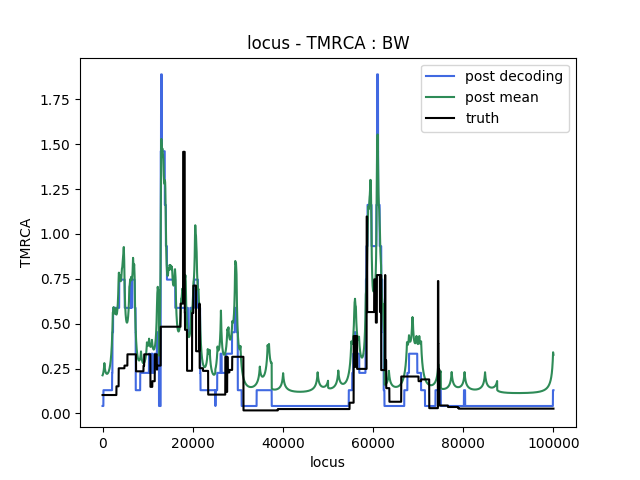 locus - TMRCA : BW
post decoding
post mean
truth
TMRCA
1.75
1.50
1.25
1.00
0.75
0.50
0.25
0.00
0
20000
40000
60000
80000
100000
locus